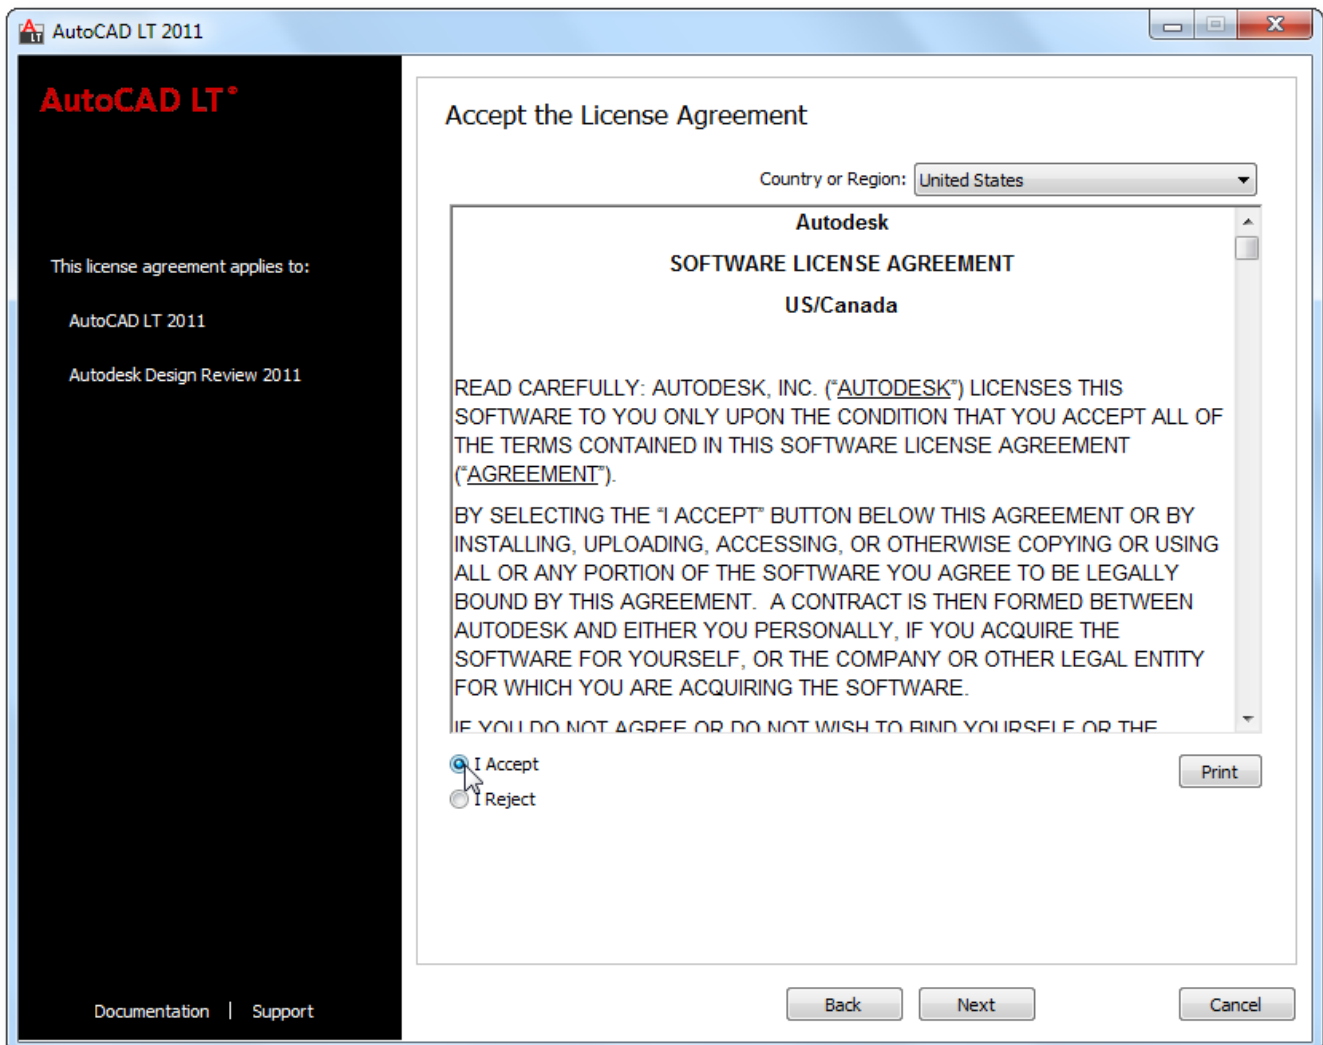 AutoCAD LT 2011
AutoCAD LT®
This license agreement applies to:
AutoCAD LT 2011
Autodesk Design Review 2011
Documentation | Support
Accept the License Agreement
Country or Region: United States
Autodesk
SOFTWARE LICENSE AGREEMENT
US/Canada
READ CAREFULLY: AUTODESK, INC. (“AUTODESK”) LICENSES THIS
SOFTWARE TO YOU ONLY UPON THE CONDITION THAT YOU ACCEPT ALL OF
THE TERMS CONTAINED IN THIS SOFTWARE LICENSE AGREEMENT
(“AGREEMENT”).
BY SELECTING THE “I ACCEPT” BUTTON BELOW THIS AGREEMENT OR BY
INSTALLING, UPLOADING, ACCESSING, OR OTHERWISE COPYING OR USING
ALL OR ANY PORTION OF THE SOFTWARE YOU AGREE TO BE LEGALLY
BOUND BY THIS AGREEMENT.  A CONTRACT IS THEN FORMED BETWEEN
AUTODESK AND EITHER YOU PERSONALLY, IF YOU ACQUIRE THE
SOFTWARE FOR YOURSELF, OR THE COMPANY OR OTHER LEGAL ENTITY
FOR WHICH YOU ARE ACQUIRING THE SOFTWARE.
IF YOU DO NOT AGREE OR DO NOT WISH TO BIND YOURSELF OR THE
I Accept
I Reject
Print
Back
Next
Cancel